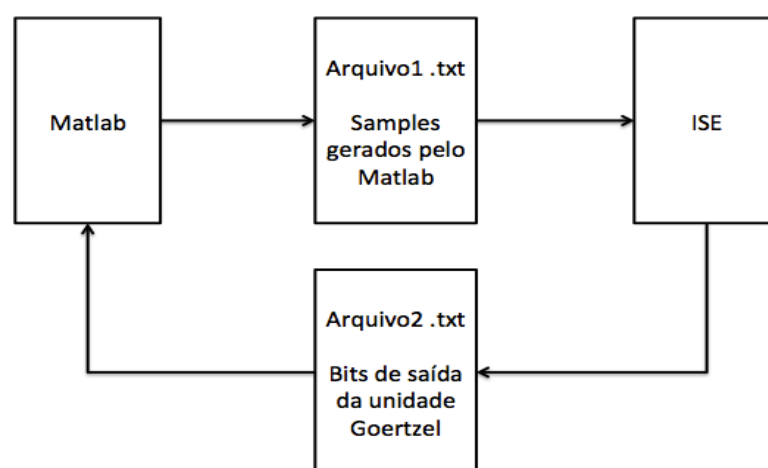 Matlab
Arquivo1 .txt
Samples
gerados pelo
Matlab
ISE
Arquivo2 .txt
Bits de saída
da unidade
Goertzel